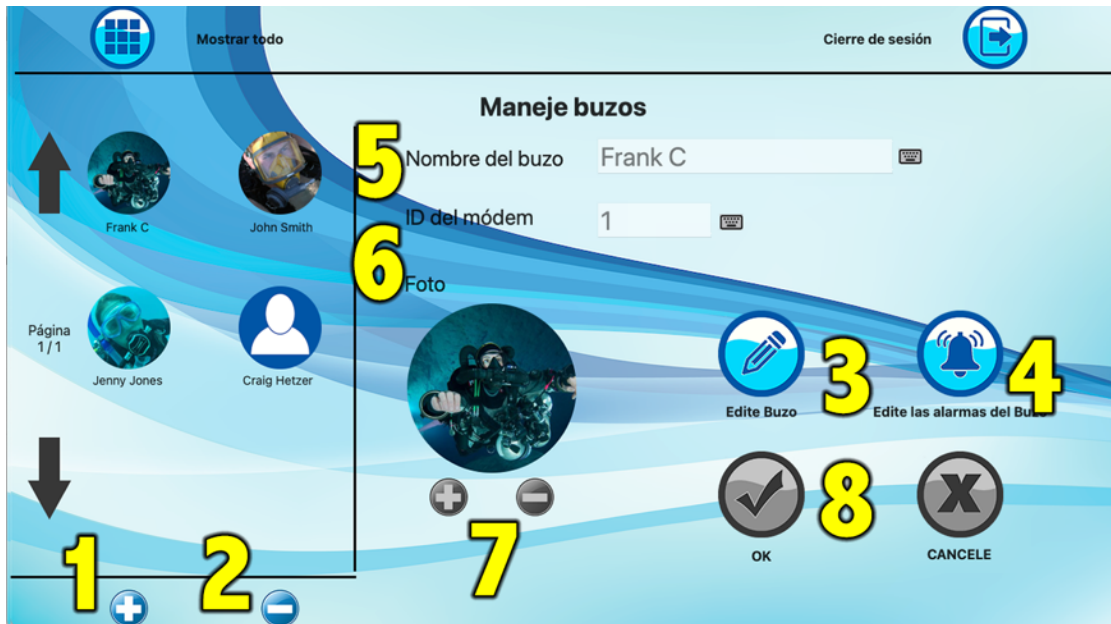 Mostrar todo
Cierre de sesión
Maneje buzos
5
Nombre del buzo Frank C
Frank C John Smith
ID del módem 1
6
Foto
Página
1/1
Jenny Jones Craig Hetzer
3
4
Edite Buzo Edite las alarmas del Buzo
8
7
OK CANCELE
1 2